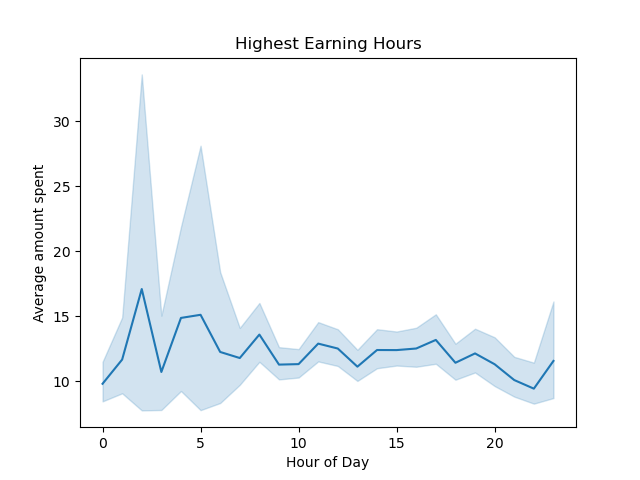 Highest Earning Hours
Average amount spent
30
25
20
15
10
0 5 10 15 20
Hour of Day